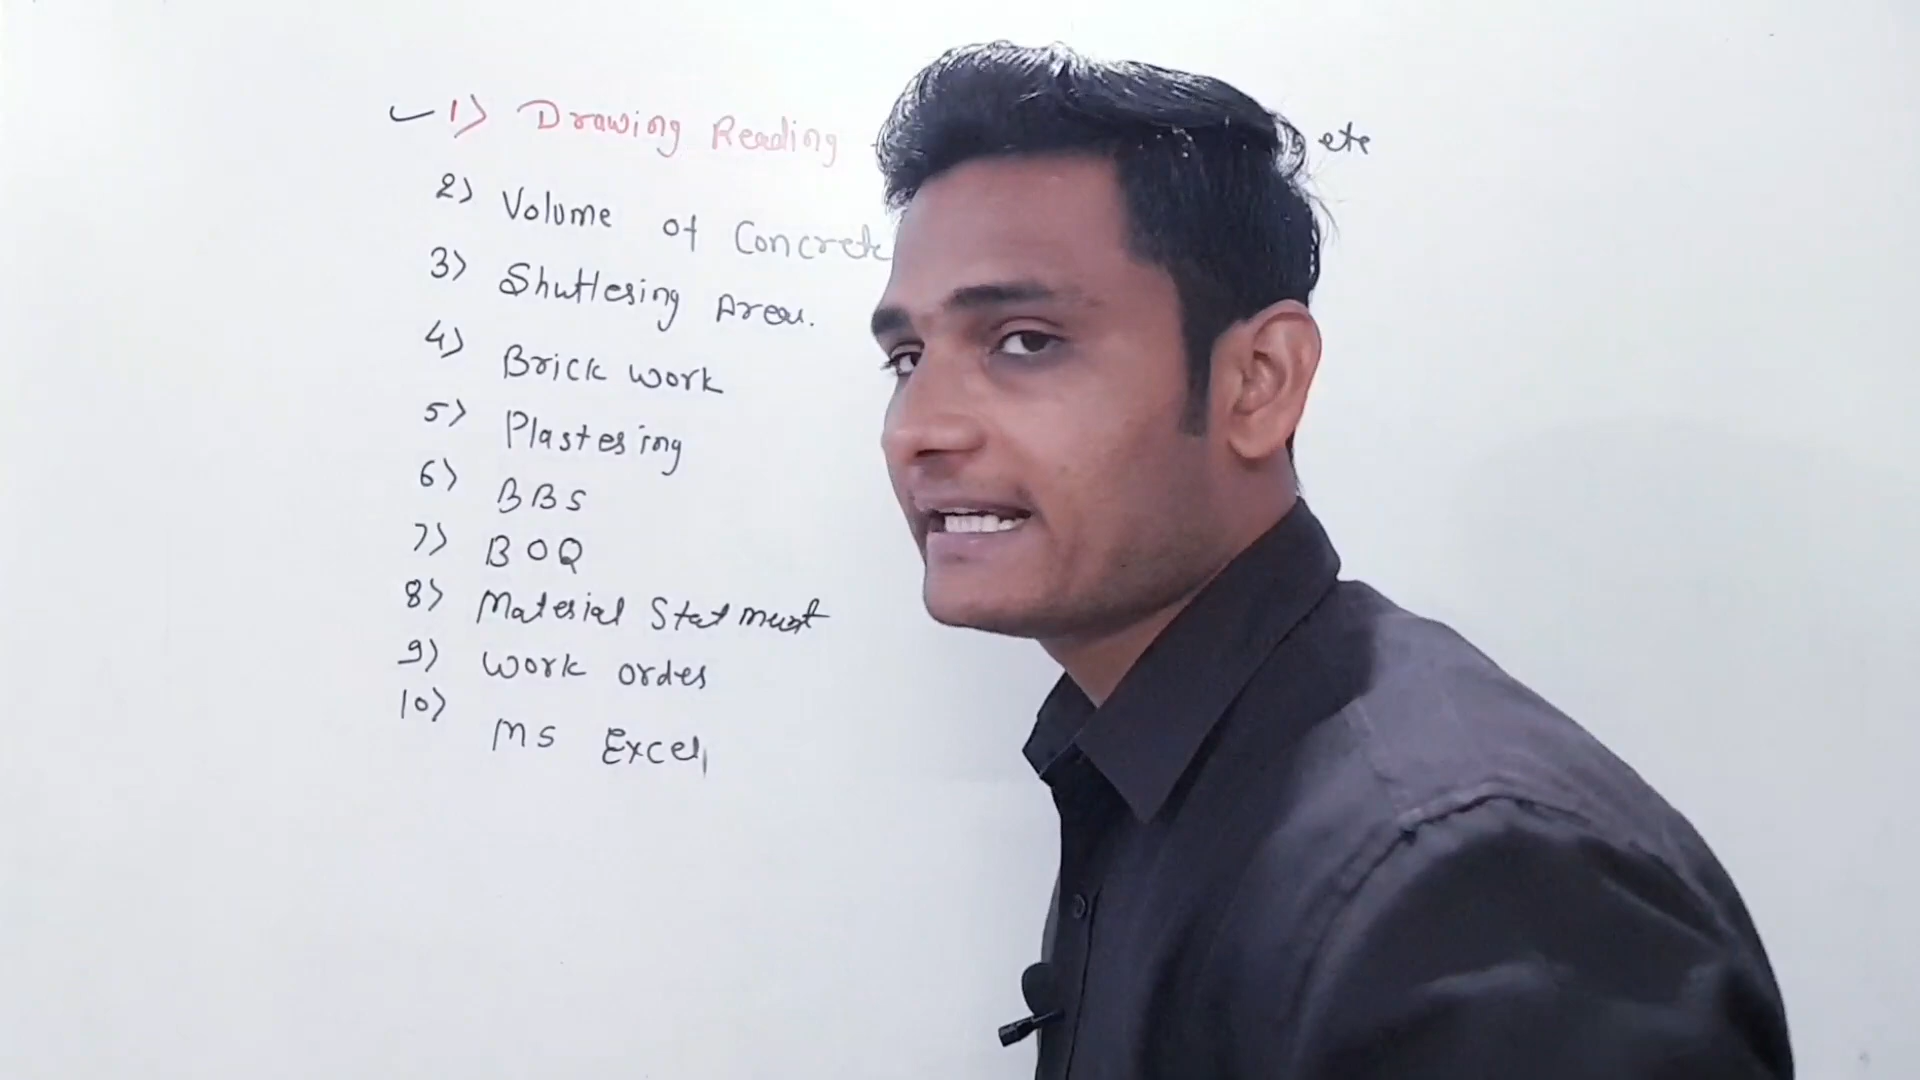 1) Drawing Reading etc
2) Volume of Concrete
3) Shuttering Area.
4) Brick work
5) Plastering
6) BBS
7) BOQ
8) Material Statment
9) Work order
10) MS Excel